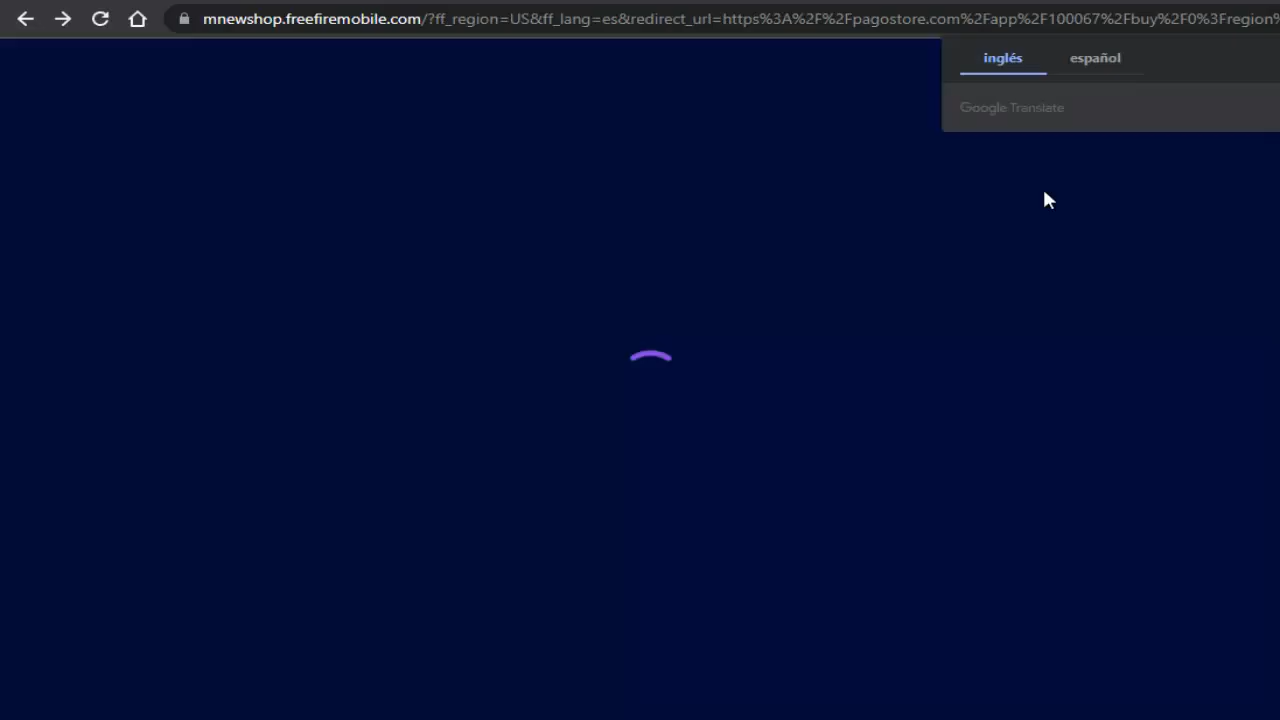 mnewshop.freefiremobile.com/?ff_region=US&ff_lang=es&redirect_url=https%3A%2F%2Fpagostore.com%2Fapp%2F100067%2Fbuy%2F0%3Fregion%
inglés español
Google Translate